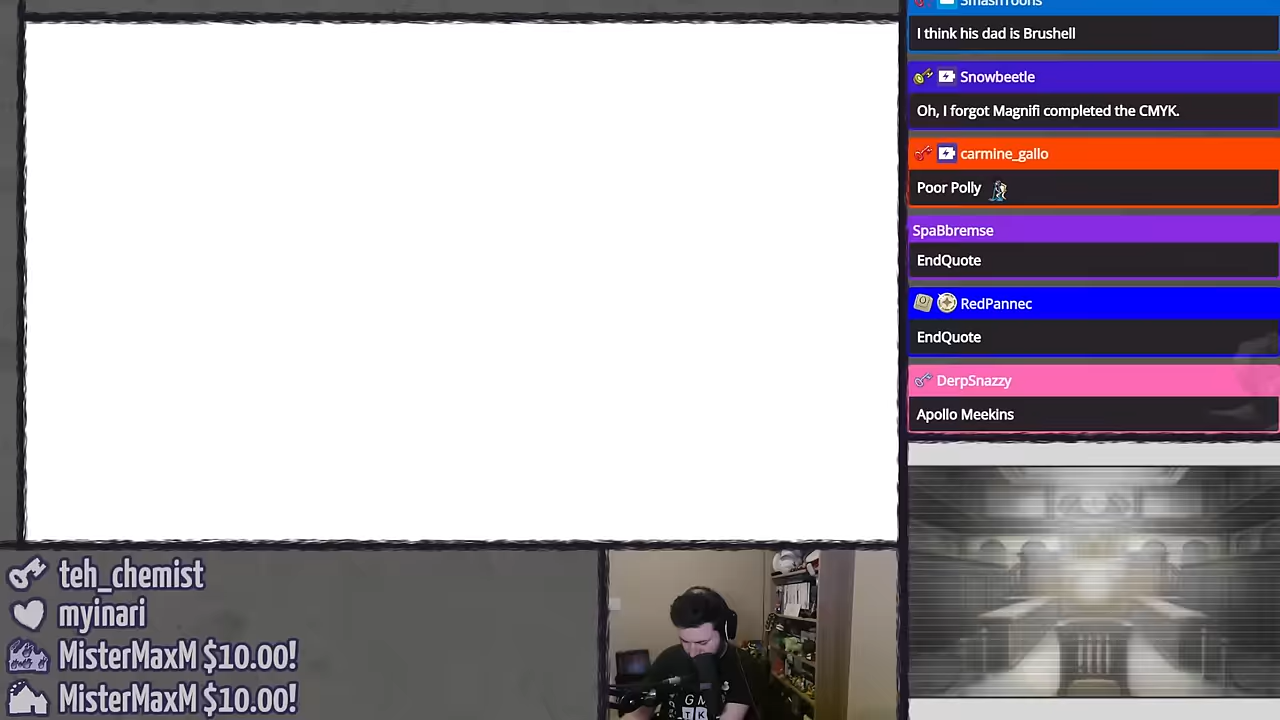 SmashToons
I think his dad is Brushell
Snowbeetle
Oh, I forgot Magnifi completed the CMYK.
carmine_gallo
Poor Polly
SpaBbremse
EndQuote
RedPannec
EndQuote
DerpSnazzy
Apollo Meekins
teh_chemist
myinari
MisterMaxM $10.00!
MisterMaxM $10.00!